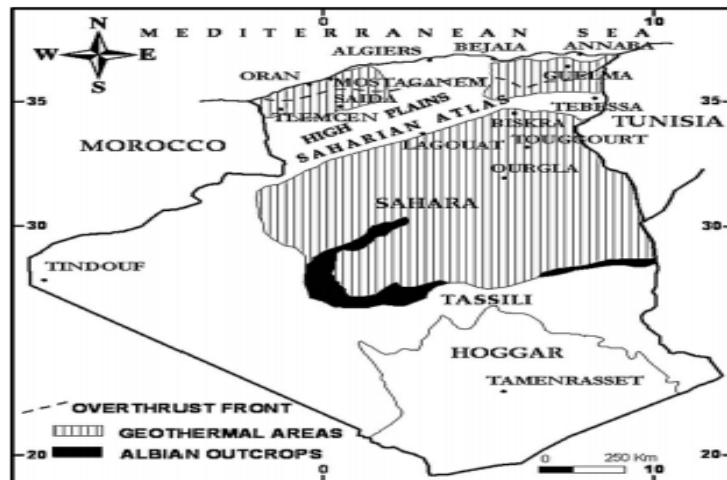 N
W E
S
0 10
MEDITERRANEAN SEA
ALGIERS BEJAIA ANNABA
ORAN MOSTAGANEM GUELMA
35 SAIDA 35
TLEMCEN TEBESSA
HIGH PLAINS BISKRA TUNISIA
MOROCCO SAHARIAN ATLAS TOUGGOURT
LAGOUAT
OURGLA
SAHARA
30 30
TINDOUF
TASSILI
HOGGAR
TAMENRASSET
OVERTHRUST FRONT
GEOTHERMAL AREAS
20 ALBIAN OUTCROPS 0 250 Km 20
0 10